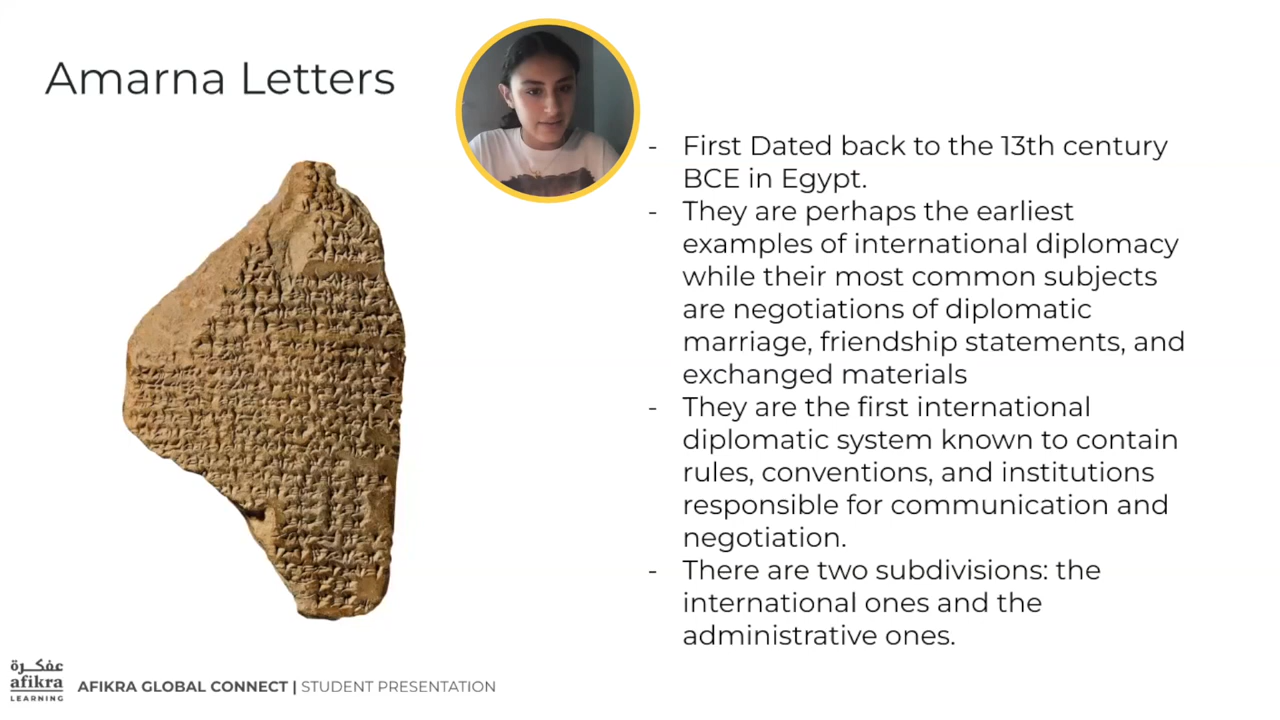 Amarna Letters
- First Dated back to the 13th century
BCE in Egypt.
- They are perhaps the earliest
examples of international diplomacy
while their most common subjects
are negotiations of diplomatic
marriage, friendship statements, and
exchanged materials
- They are the first international
diplomatic system known to contain
rules, conventions, and institutions
responsible for communication and
negotiation.
- There are two subdivisions: the
international ones and the
administrative ones.
عفكرة
afikra
LEARNING
AFIKRA GLOBAL CONNECT | STUDENT PRESENTATION